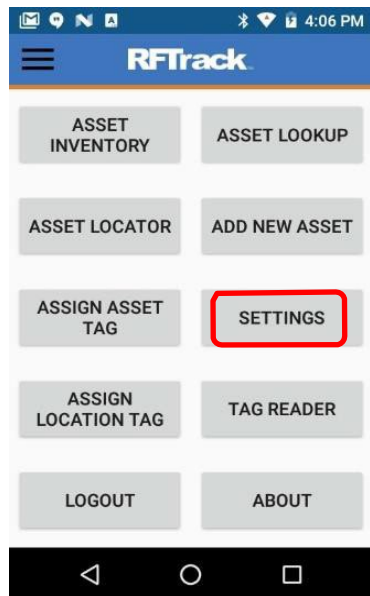 4:06 PM
RFTrack
ASSET
INVENTORY
ASSET LOOKUP
ASSET LOCATOR
ADD NEW ASSET
ASSIGN ASSET
TAG
SETTINGS
ASSIGN
LOCATION TAG
TAG READER
LOGOUT
ABOUT